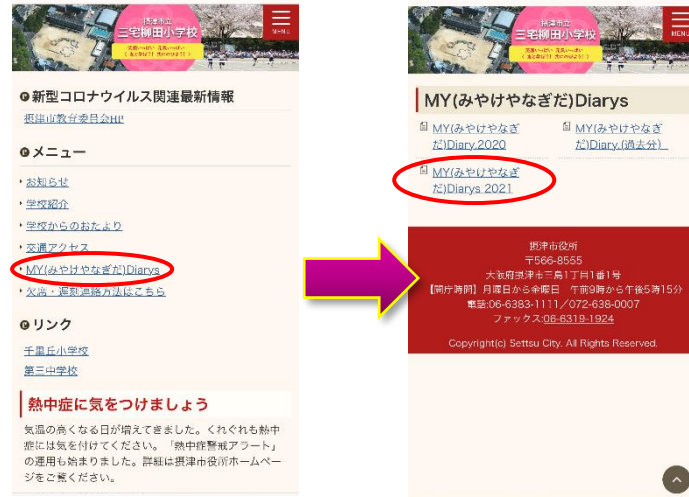 摂津市立
三宅柳田小学校
MENU
新型コロナウイルス関連最新情報
摂津市教育委員会HP
メニュー
・お知らせ
・学校紹介
・学校からのおたより
・交通アクセス
・MY(みやけやなぎだ)Diarys
・欠席・遅刻連絡方法はこちら
リンク
千里丘小学校
第三中学校
熱中症に気をつけましょう
気温の高くなる日が増えてきました。くれぐれも熱中
症には気を付けてください。「熱中症警戒アラート」
の運用も始まりました。詳細は摂津市役所ホームペー
ジをご覧ください。
摂津市立
三宅柳田小学校
MENU
MY(みやけやなぎだ)Diarys
MY(みやけやなぎ
だ)Diary.2020
MY(みやけやなぎ
だ)Diary.(過去分)
MY(みやけやなぎ
だ)Diarys 2021
摂津市役所
〒566-8555
大阪府摂津市三島1丁目1番1号
【開庁時間】月曜日から金曜日 午前9時から午後5時15分
電話:06-6383-1111／072-638-0007
ファックス:06-6319-1924
Copyright(c) Settsu City. All Rights Reserved.